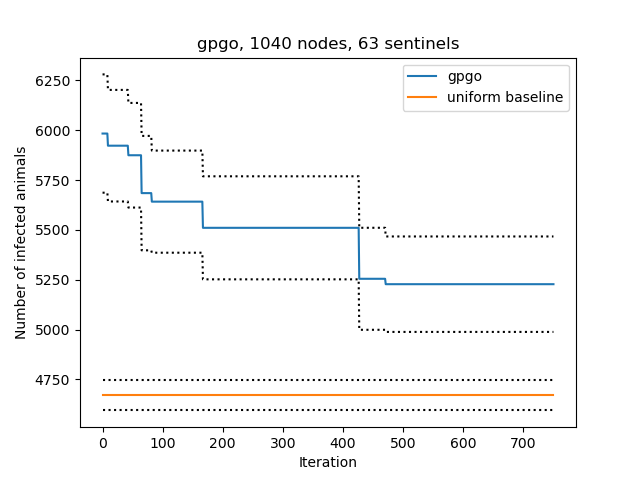 gpgo, 1040 nodes, 63 sentinels
gpgo
uniform baseline
Number of infected animals
6250
6000
5750
5500
5250
5000
4750
0 100 200 300 400 500 600 700
Iteration